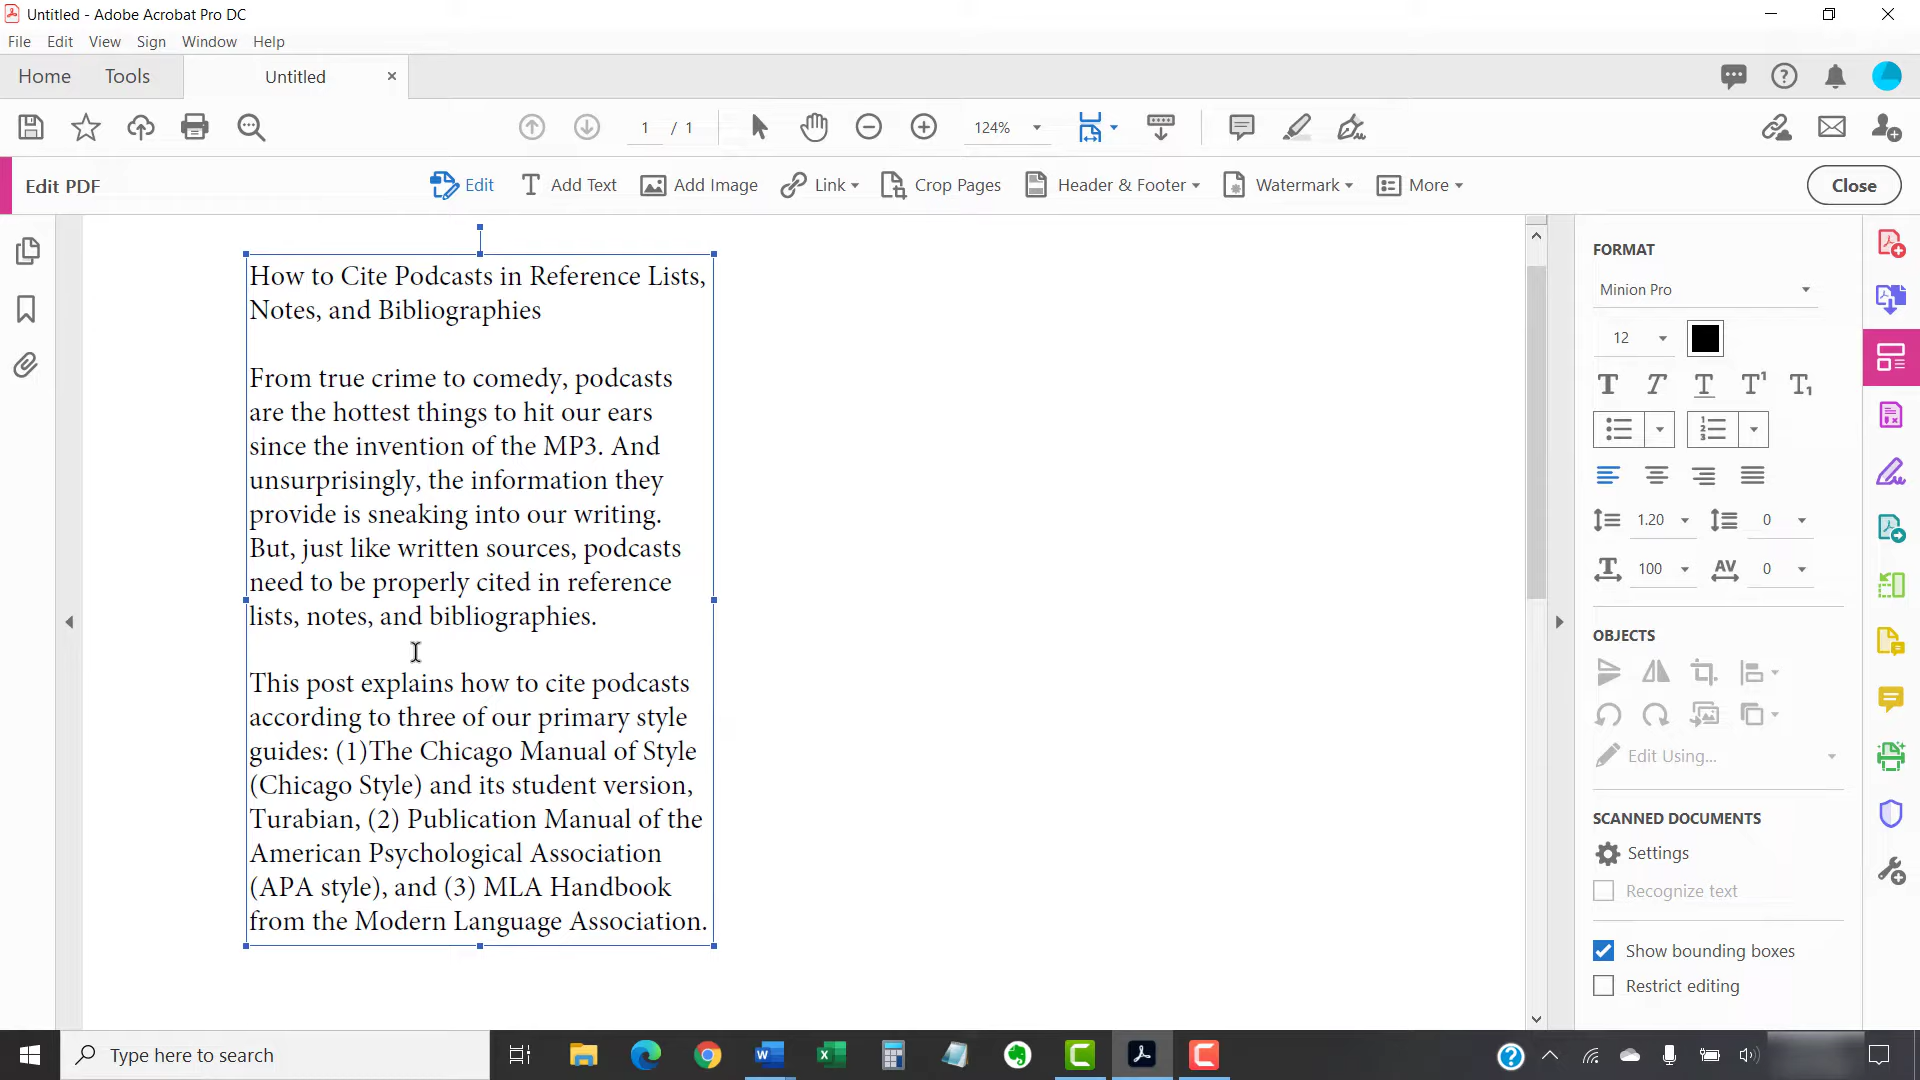 Untitled - Adobe Acrobat Pro DC
File Edit View Sign Window Help
Home Tools Untitled
1 / 1 124%
Edit PDF Edit Add Text Add Image Link Crop Pages Header & Footer Watermark More Close
How to Cite Podcasts in Reference Lists,
Notes, and Bibliographies
From true crime to comedy, podcasts
are the hottest things to hit our ears
since the invention of the MP3. And
unsurprisingly, the information they
provide is sneaking into our writing.
But, just like written sources, podcasts
need to be properly cited in reference
lists, notes, and bibliographies.
This post explains how to cite podcasts
according to three of our primary style
guides: (1)The Chicago Manual of Style
(Chicago Style) and its student version,
Turabian, (2) Publication Manual of the
American Psychological Association
(APA style), and (3) MLA Handbook
from the Modern Language Association.
FORMAT
Minion Pro
12
T T T T1 T1
1.20 0
100 AV 0
OBJECTS
Edit Using...
SCANNED DOCUMENTS
Settings
Recognize text
Show bounding boxes
Restrict editing
Type here to search